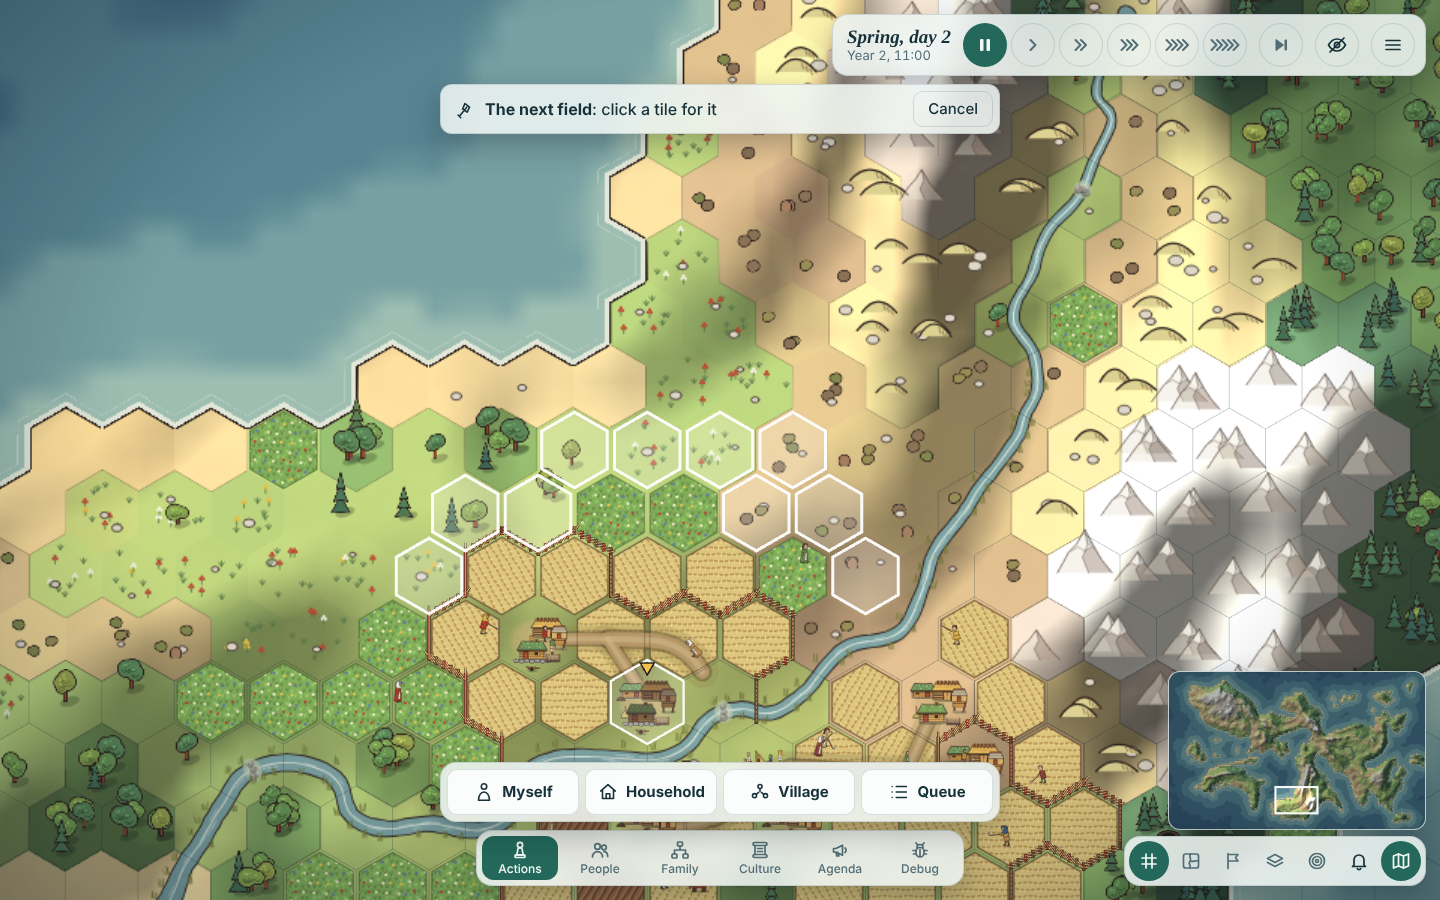 Spring, day 2
Year 2, 11:00
The next field: click a tile for it
Cancel
Myself
Household
Village
Queue
Actions
People
Family
Culture
Agenda
Debug